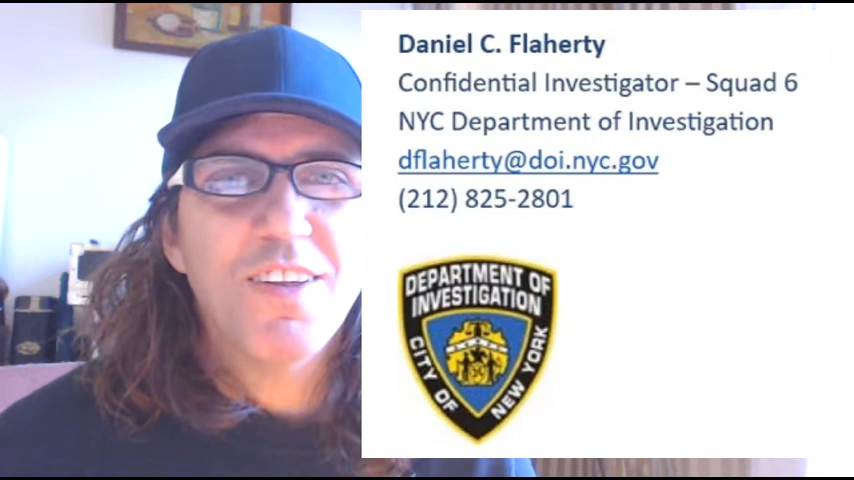 Daniel C. Flaherty
Confidential Investigator – Squad 6
NYC Department of Investigation
dflaherty@doi.nyc.gov
(212) 825-2801
DEPARTMENT OF
INVESTIGATION
CITY OF
NEW YORK